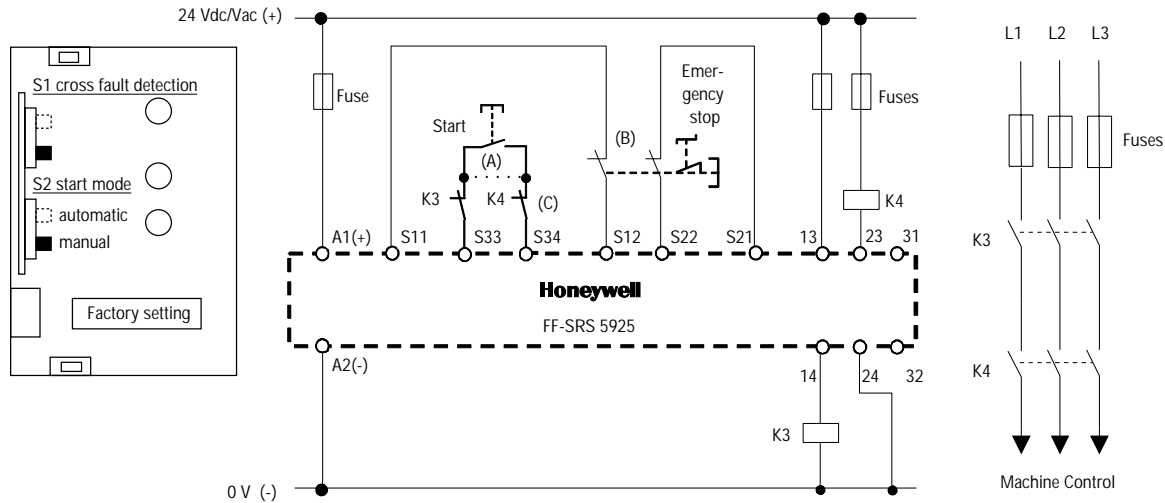 24 Vdc/Vac (+)
S1 cross fault detection
S2 start mode
automatic
manual
Factory setting
Fuse
Start
(A)
K3
K4
(C)
(B)
Emer-
gency
stop
Fuses
K4
A1(+)
S11
S33
S34
S12
S22
S21
13
23
31
Honeywell
FF-SRS 5925
A2(-)
14
24
32
K3
0 V (-)
L1
L2
L3
Fuses
K3
K4
Machine Control